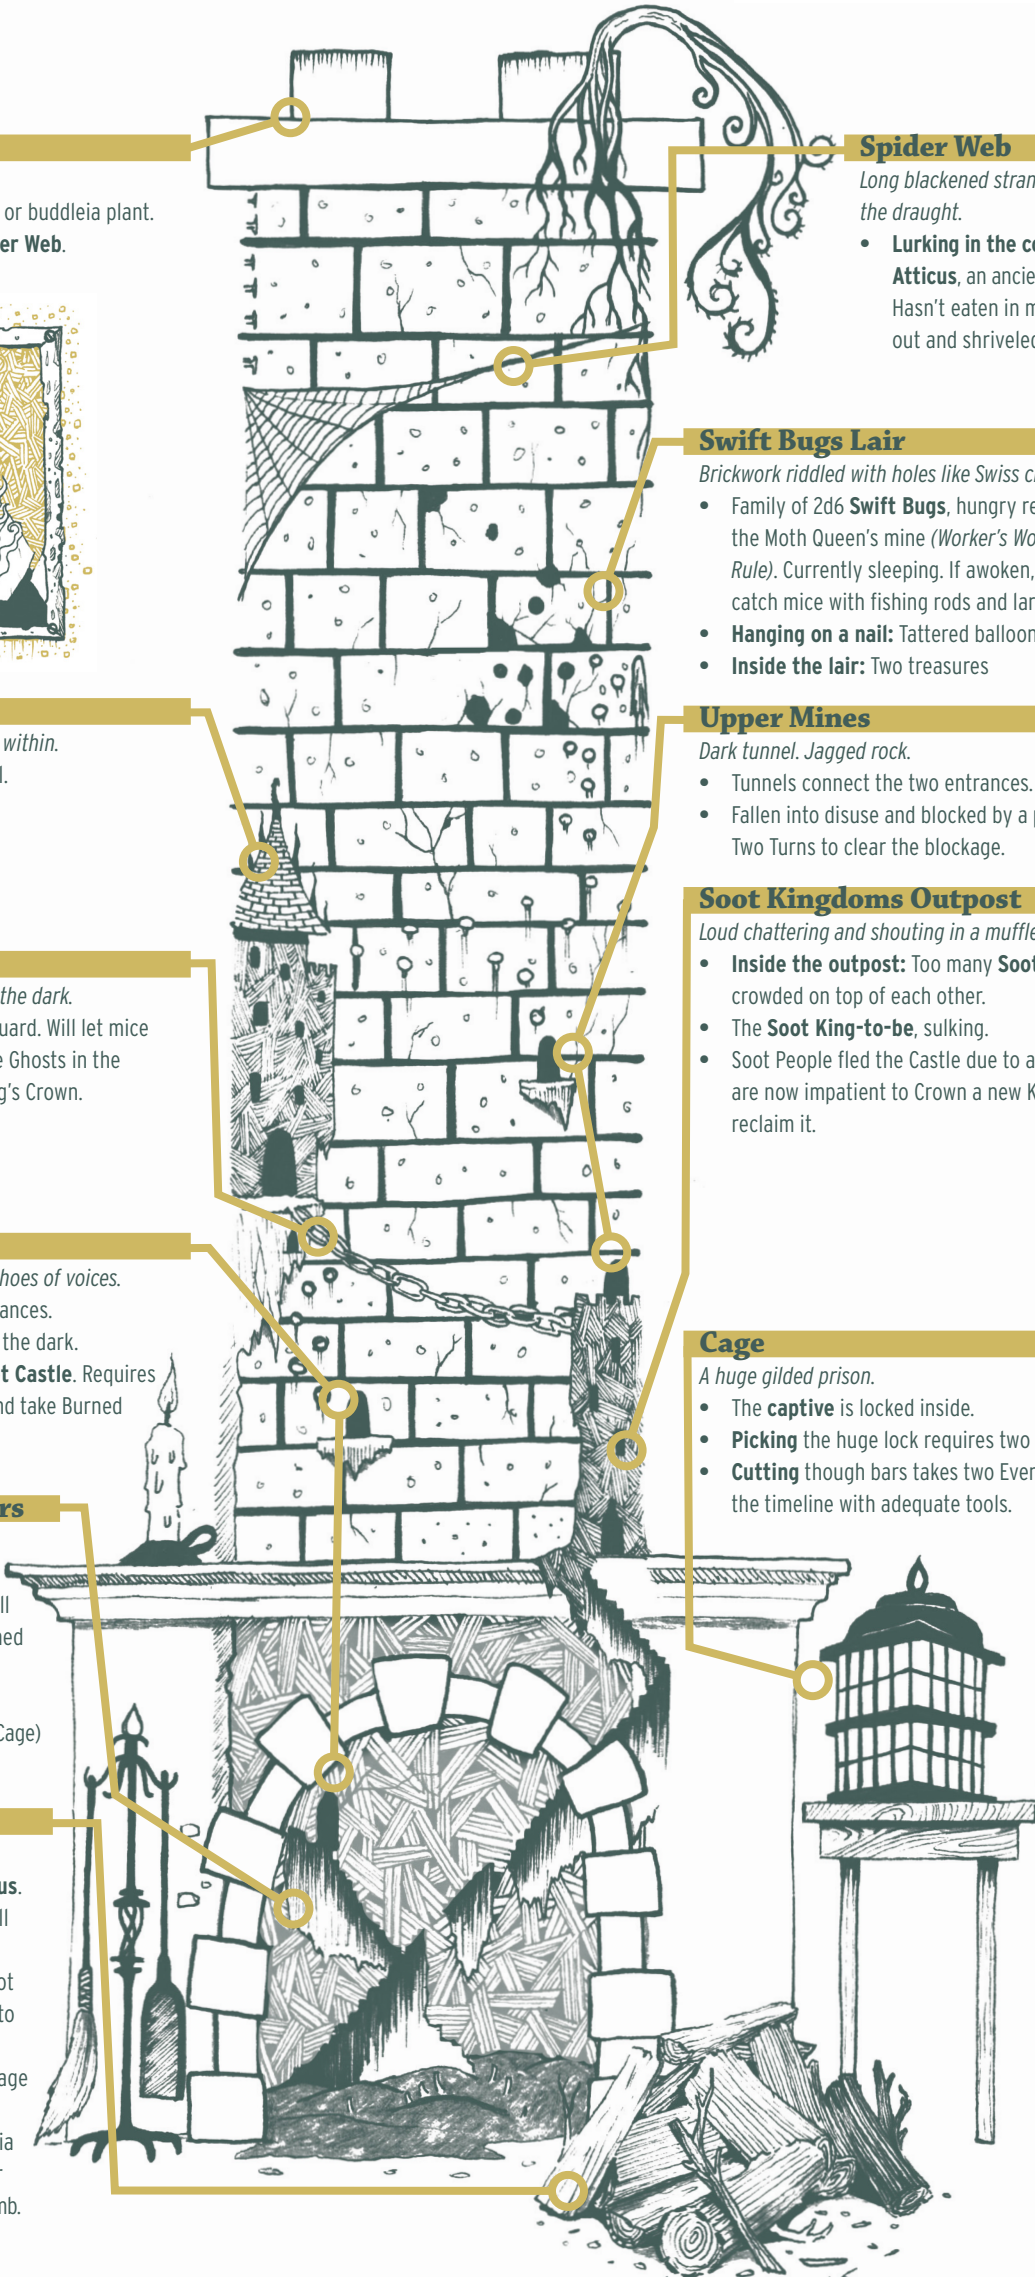 or buddleia plant.
er Web.
within.
the dark.
uard. Will let mice
e Ghosts in the
g's Crown.
hoes of voices.
ances.
the dark.
t Castle. Requires
nd take Burned
rs
ll
ned
Cage)
us.
ll
ot
to
age
ia
mb.
Spider Web
Long blackened stran
the draught.
• Lurking in the co
Atticus, an ancie
Hasn't eaten in m
out and shriveled
Swift Bugs Lair
Brickwork riddled with holes like Swiss c
• Family of 2d6 Swift Bugs, hungry re
the Moth Queen's mine (Worker's Wo
Rule). Currently sleeping. If awoken,
catch mice with fishing rods and lan
• Hanging on a nail: Tattered balloon
• Inside the lair: Two treasures
Upper Mines
Dark tunnel. Jagged rock.
• Tunnels connect the two entrances.
• Fallen into disuse and blocked by a
Two Turns to clear the blockage.
Soot Kingdoms Outpost
Loud chattering and shouting in a muffle
• Inside the outpost: Too many Soot
crowded on top of each other.
• The Soot King-to-be, sulking.
• Soot People fled the Castle due to a
are now impatient to Crown a new K
reclaim it.
Cage
A huge gilded prison.
• The captive is locked inside.
• Picking the huge lock requires two
• Cutting though bars takes two Even
the timeline with adequate tools.